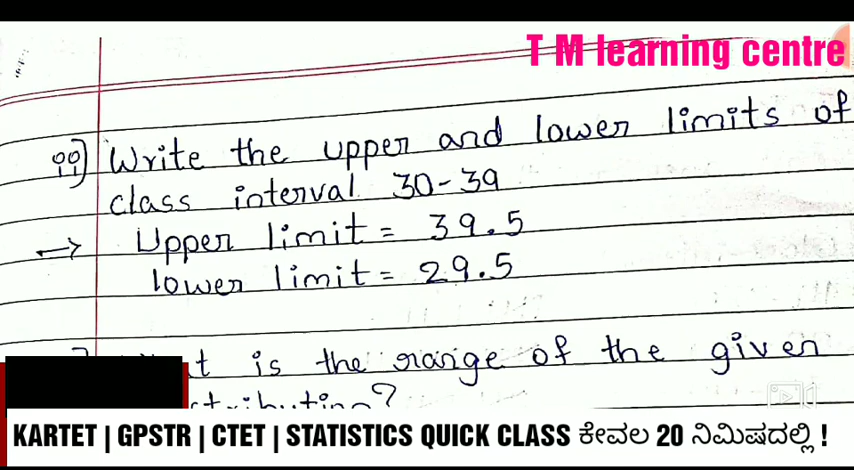 T M learning centre
ii) Write the upper and lower limits of
class interval 30-39
→ Upper limit = 39.5
lower limit = 29.5
is the range of the given
KARTET | GPSTR | CTET | STATISTICS QUICK CLASS ಕೇವಲ 20 ನಿಮಿಷದಲ್ಲಿ !